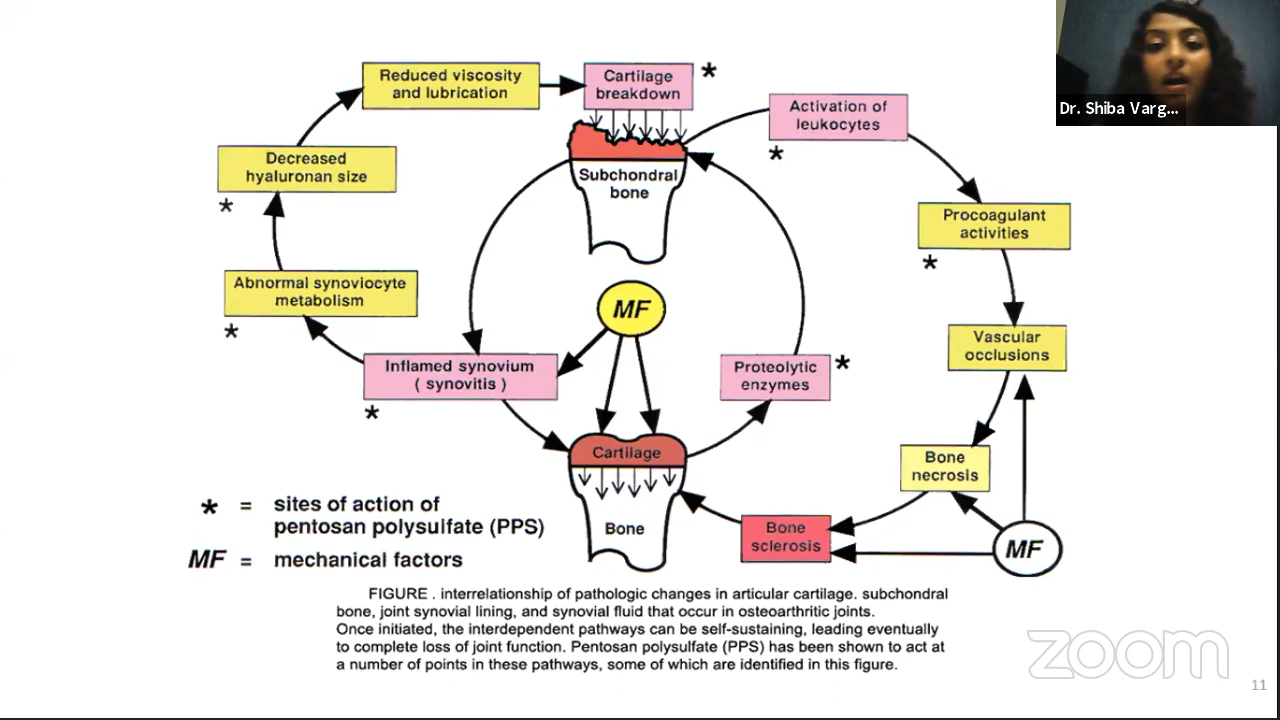 Reduced viscosity
and lubrication
Cartilage
breakdown
*
Activation of
leukocytes
*
Dr. Shiba Varg...
Decreased
hyaluronan size
*
Subchondral
bone
Procoagulant
activities
*
Abnormal synoviocyte
metabolism
*
MF
Vascular
occlusions
Inflamed synovium
( synovitis )
*
Proteolytic
enzymes
*
Cartilage
Bone
Bone
necrosis
Bone
sclerosis
MF
* = sites of action of
pentosan polysulfate (PPS)
MF = mechanical factors
FIGURE . interrelationship of pathologic changes in articular cartilage. subchondral
bone, joint synovial lining, and synovial fluid that occur in osteoarthritic joints.
Once initiated, the interdependent pathways can be self-sustaining, leading eventually
to complete loss of joint function. Pentosan polysulfate (PPS) has been shown to act at
a number of points in these pathways, some of which are identified in this figure.
zoom
11